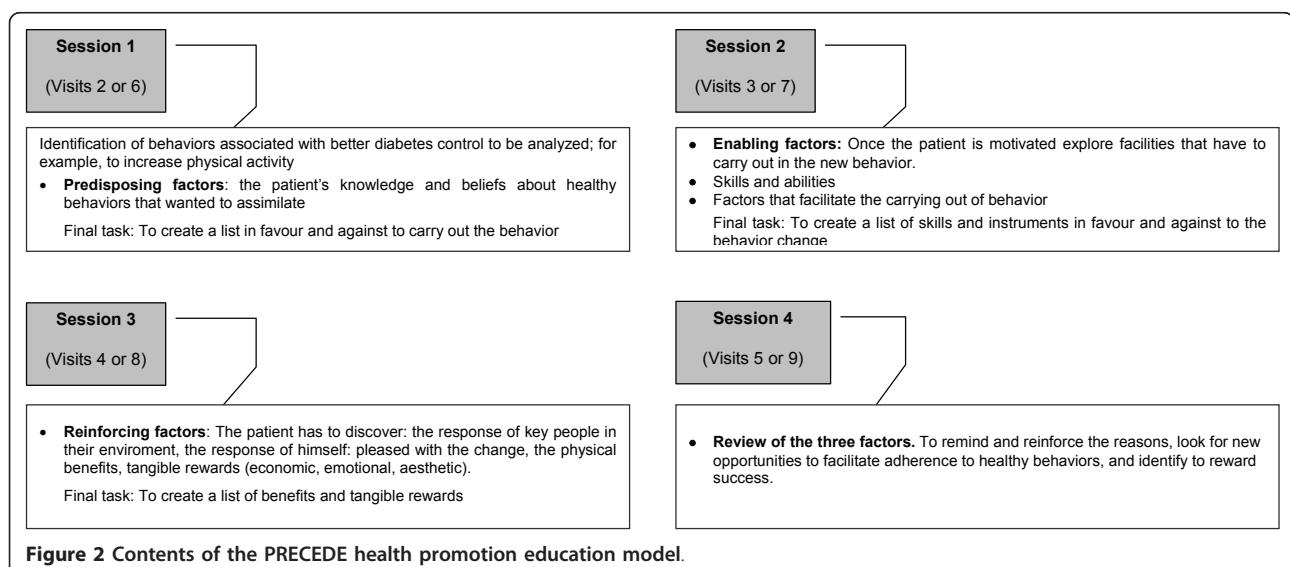 Session 1
(Visits 2 or 6)
Identification of behaviors associated with better diabetes control to be analyzed; for
example, to increase physical activity
• Predisposing factors: the patient's knowledge and beliefs about healthy
behaviors that wanted to assimilate
Final task: To create a list in favour and against to carry out the behavior
Session 2
(Visits 3 or 7)
• Enabling factors: Once the patient is motivated explore facilities that have to
carry out in the new behavior.
• Skills and abilities
• Factors that facilitate the carrying out of behavior
Final task: To create a list of skills and instruments in favour and against to the
behavior change
Session 3
(Visits 4 or 8)
• Reinforcing factors: The patient has to discover: the response of key people in
their enviroment, the response of himself: pleased with the change, the physical
benefits, tangible rewards (economic, emotional, aesthetic).
Final task: To create a list of benefits and tangible rewards
Session 4
(Visits 5 or 9)
• Review of the three factors. To remind and reinforce the reasons, look for new
opportunities to facilitate adherence to healthy behaviors, and identify to reward
success.
Figure 2 Contents of the PRECEDE health promotion education model.